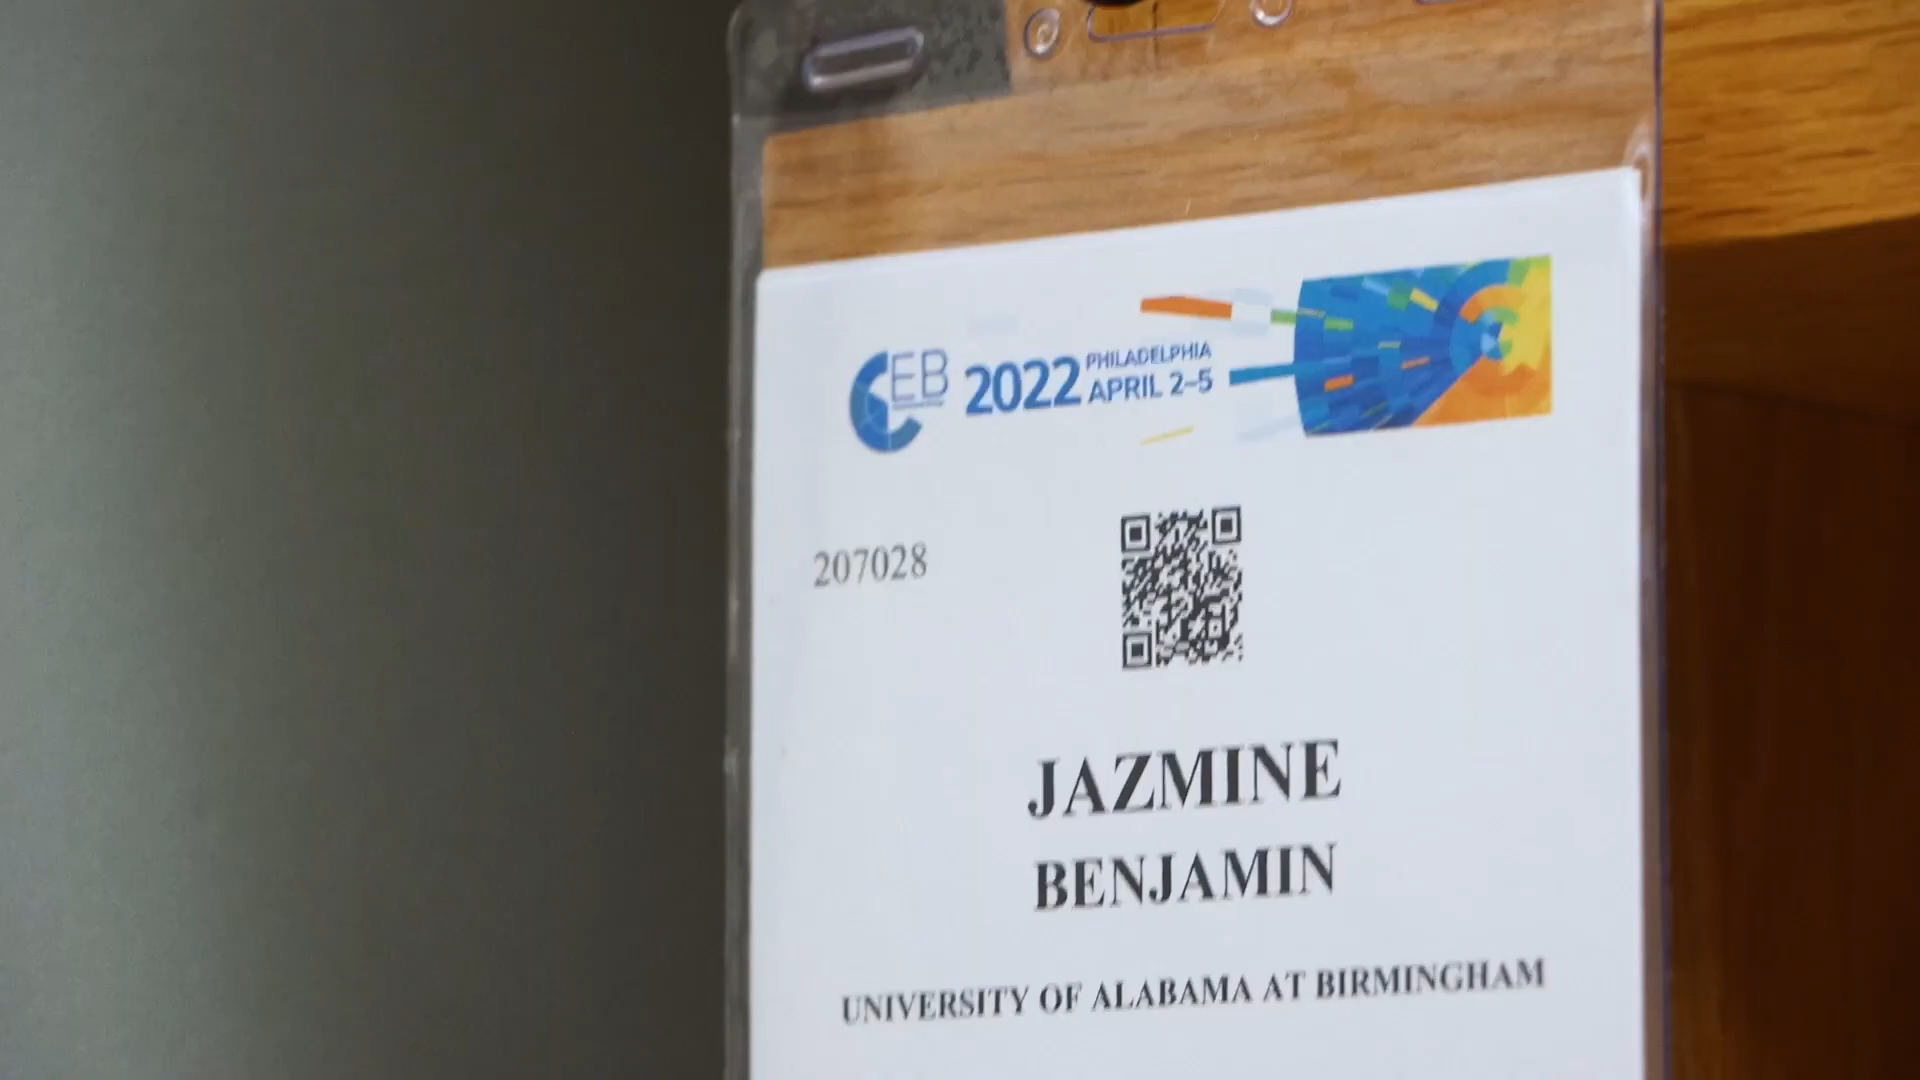 EB
2022
PHILADELPHIA
APRIL 2–5
207028
JAZMINE
BENJAMIN
UNIVERSITY OF ALABAMA AT BIRMINGHAM